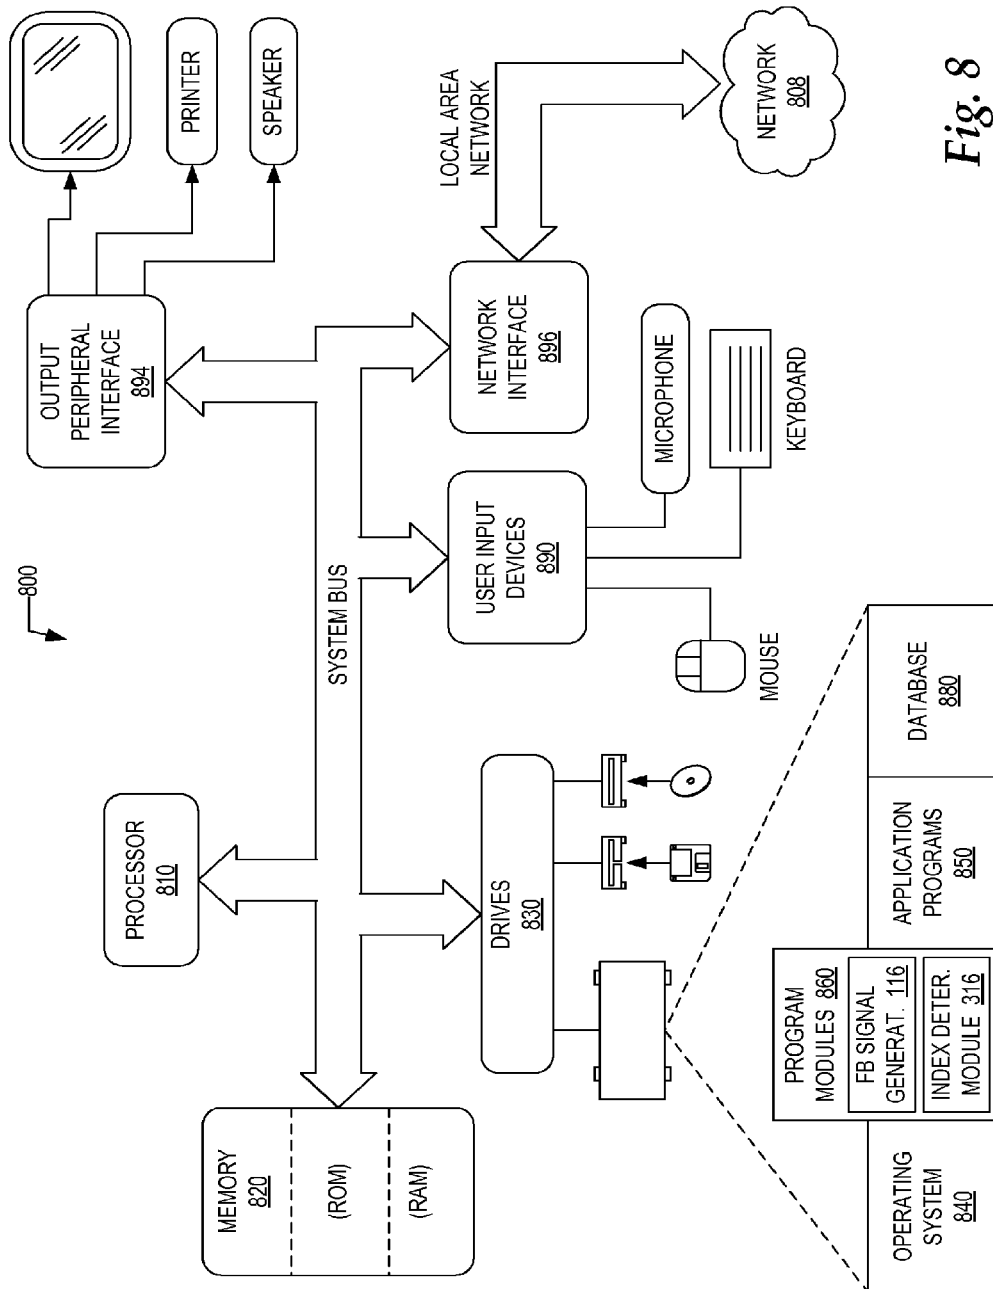 800
PROCESSOR
810
OUTPUT
PERIPHERAL
INTERFACE
894
PRINTER
SPEAKER
MEMORY
820
(ROM)
(RAM)
SYSTEM BUS
DRIVES
830
USER INPUT
DEVICES
890
NETWORK
INTERFACE
896
LOCAL AREA
NETWORK
NETWORK
808
MOUSE
MICROPHONE
KEYBOARD
OPERATING
SYSTEM
840
PROGRAM
MODULES 860
FB SIGNAL
GENERAT. 116
INDEX DETER.
MODULE 316
APPLICATION
PROGRAMS
850
DATABASE
880
Fig. 8